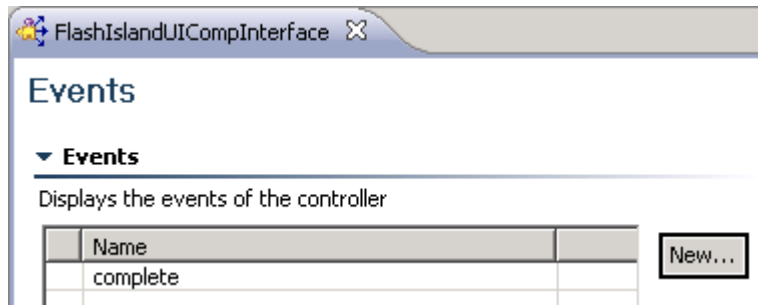 FlashIslandUICompInterface
Events
Events
Displays the events of the controller
Name
New...
complete